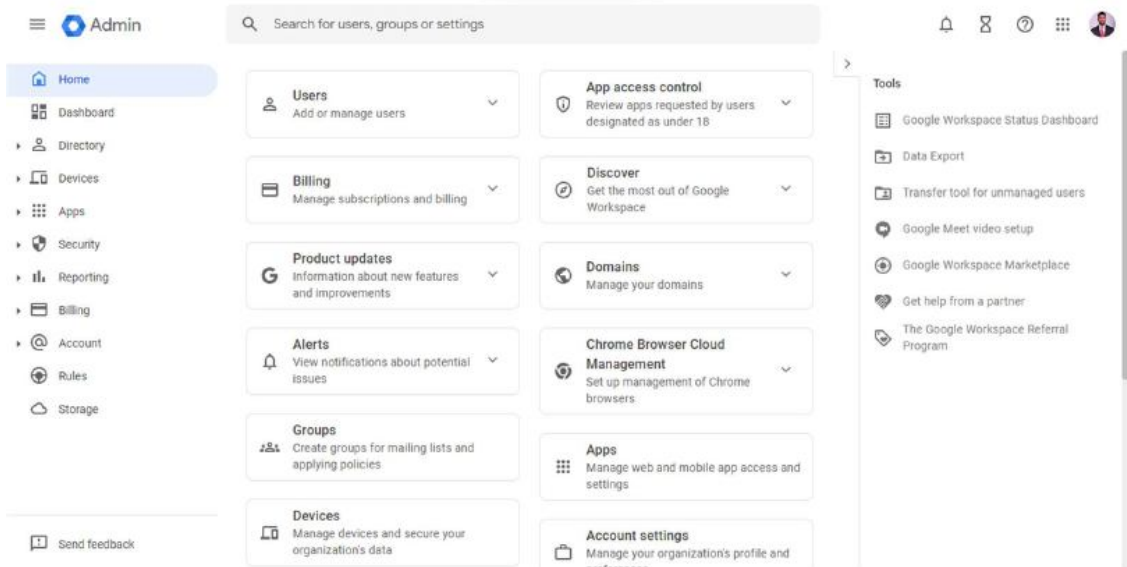 Admin
Search for users, groups or settings
Home
Dashboard
Directory
Devices
Apps
Security
Reporting
Billing
Account
Rules
Storage
Send feedback
Users
Add or manage users
Billing
Manage subscriptions and billing
Product updates
Information about new features
and improvements
Alerts
View notifications about potential
issues
Groups
Create groups for mailing lists and
applying policies
Devices
Manage devices and secure your
organization's data
App access control
Review apps requested by users
designated as under 18
Discover
Get the most out of Google
Workspace
Domains
Manage your domains
Chrome Browser Cloud
Management
Set up management of Chrome
browsers
Apps
Manage web and mobile app access and
settings
Account settings
Manage your organization's profile and
Tools
Google Workspace Status Dashboard
Data Export
Transfer tool for unmanaged users
Google Meet video setup
Google Workspace Marketplace
Get help from a partner
The Google Workspace Referral
Program